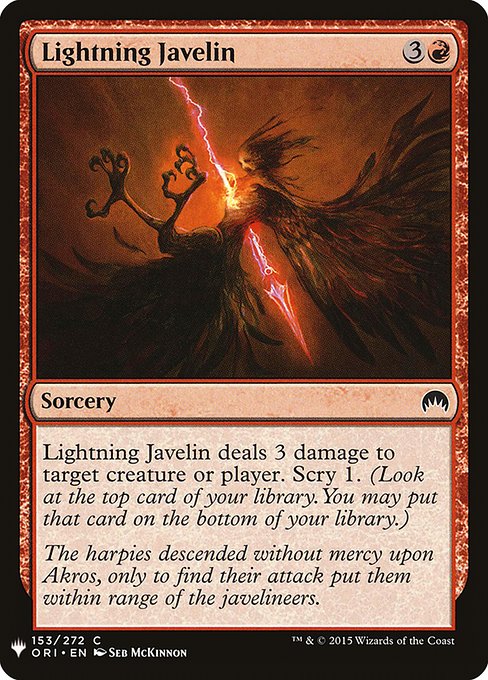 Lightning Javelin 3
Sorcery
Lightning Javelin deals 3 damage to
target creature or player. Scry 1. (Look
at the top card of your library. You may put
that card on the bottom of your library.)
The harpies descended without mercy upon
Akros, only to find their attack put them
within range of the javelineers.
153/272 C
ORI • EN Seb McKinnon
™ & © 2015 Wizards of the Coast